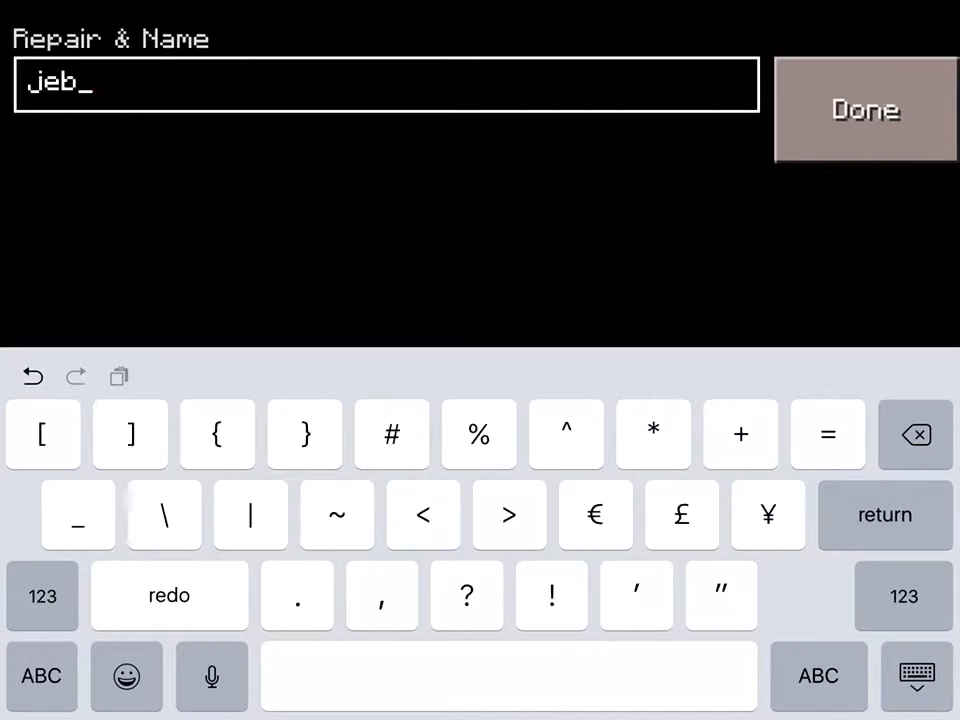 Repair & Name
jeb_
Done
[ ] { } # % ^ * + =
_ \ | ~ < > € £ ¥ return
123 redo . , ? ! ' " 123
ABC ABC